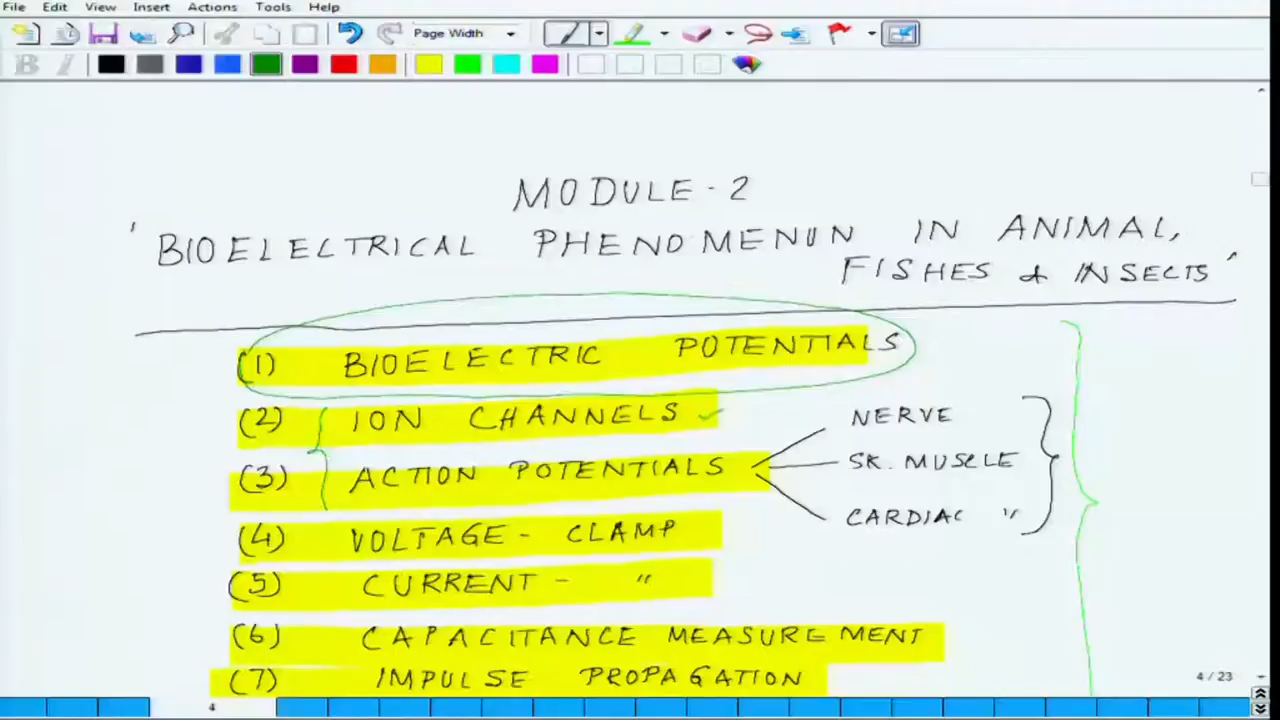 File Edit View Insert Actions Tools Help
Page Width
B I
MODULE - 2
' BIOELECTRICAL PHENOMENUN IN ANIMAL,
FISHES & INSECTS '
(1) BIOELECTRIC POTENTIALS
(2) ION CHANNELS
NERVE
(3) ACTION POTENTIALS
SK. MUSCLE
CARDIAC "
(4) VOLTAGE - CLAMP
(5) CURRENT - "
(6) CAPACITANCE MEASUREMENT
(7) IMPULSE PROPAGATION
4 / 23
4